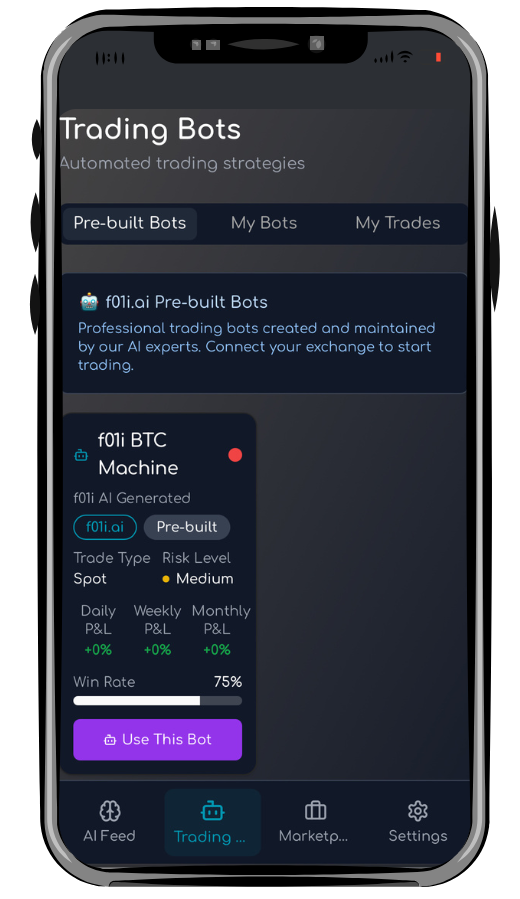 Trading Bots
Automated trading strategies
Pre-built Bots My Bots My Trades
🤖 f01i.ai Pre-built Bots
Professional trading bots created and maintained
by our AI experts. Connect your exchange to start
trading.
f01i BTC
Machine
f01i AI Generated
f01i.ai Pre-built
Trade Type Risk Level
Spot Medium
Daily Weekly Monthly
P&L P&L P&L
+0% +0% +0%
Win Rate 75%
Use This Bot
AI Feed Trading ... Marketp... Settings